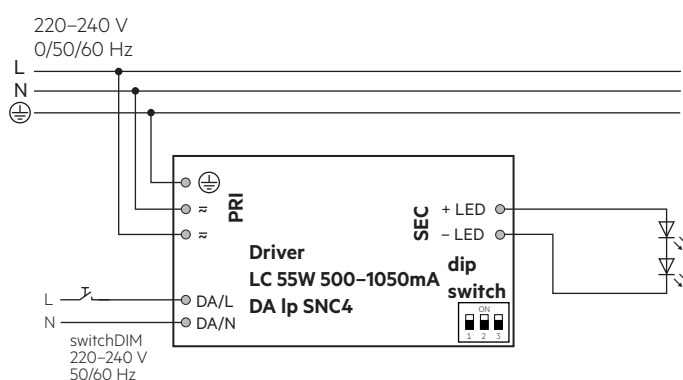 220–240 V
0/50/60 Hz
L
N
PRI
≂
≂
SEC
+ LED
– LED
Driver
LC 55W 500–1050mA
DA lp SNC4
dip
switch
ON
1 2 3
L
DA/L
N
DA/N
switchDIM
220–240 V
50/60 Hz